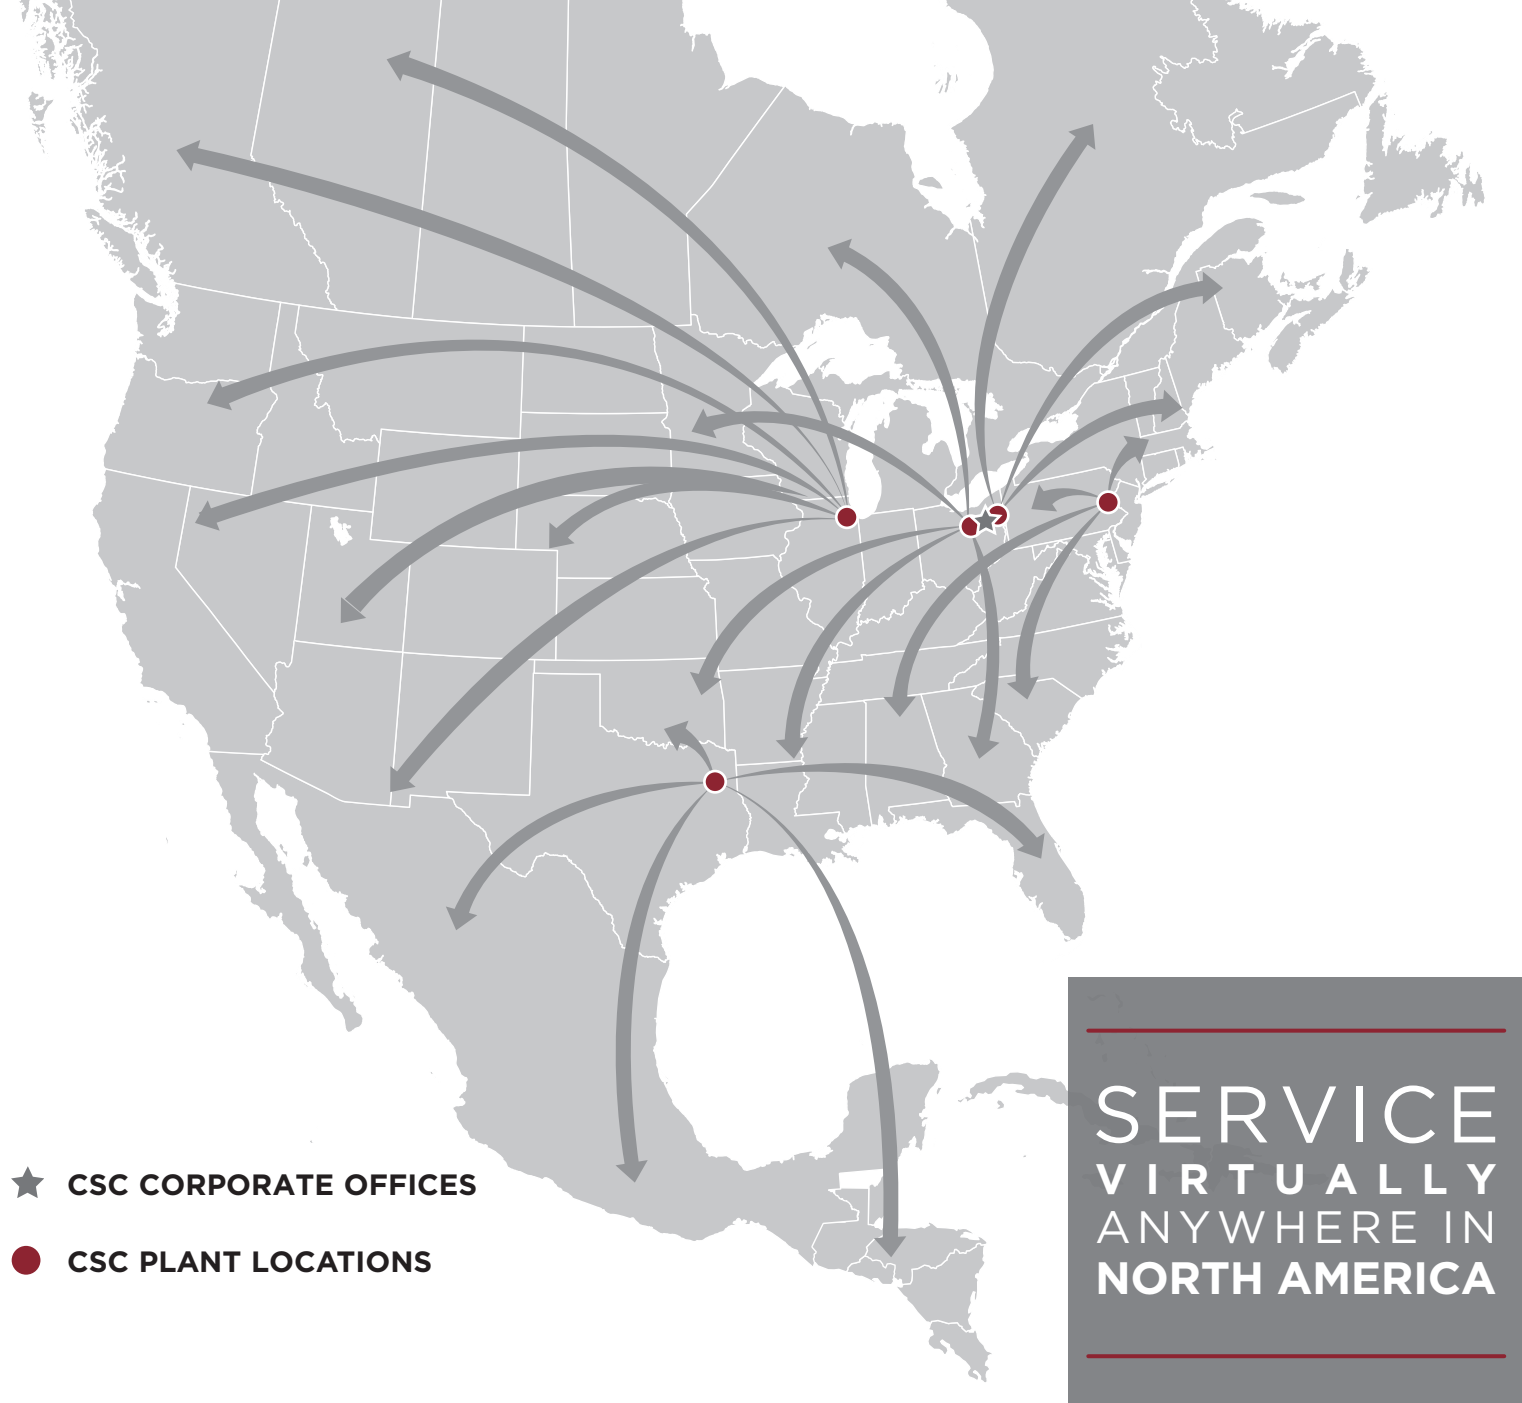 CSC CORPORATE OFFICES
CSC PLANT LOCATIONS
SERVICE
VIRTUALLY
ANYWHERE IN
NORTH AMERICA